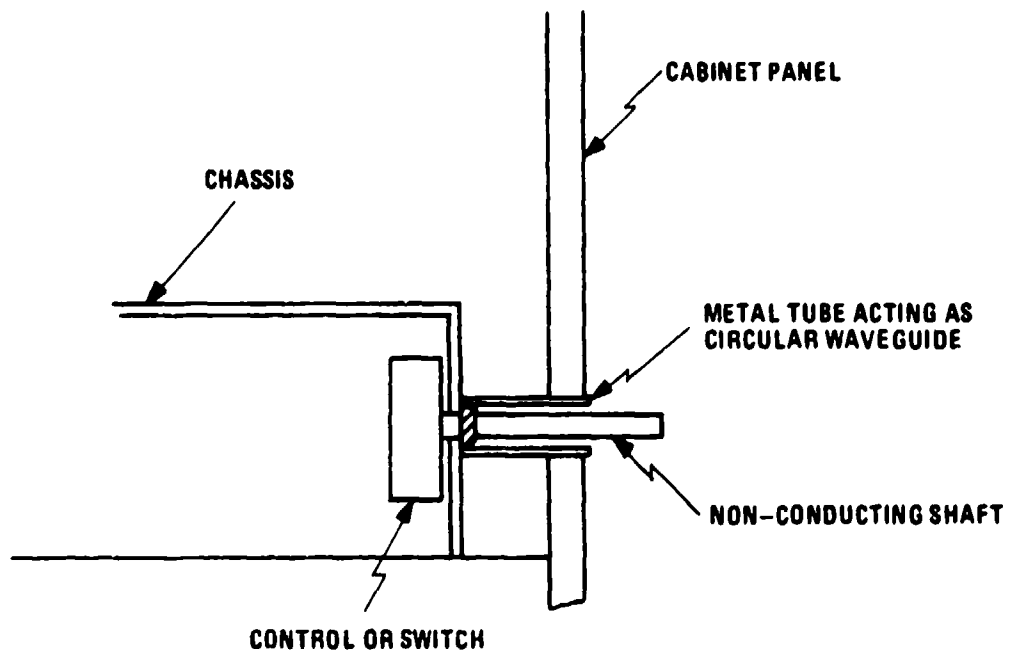 CABINET PANEL
CHASSIS
METAL TUBE ACTING AS
CIRCULAR WAVEGUIDE
NON-CONDUCTING SHAFT
CONTROL OR SWITCH